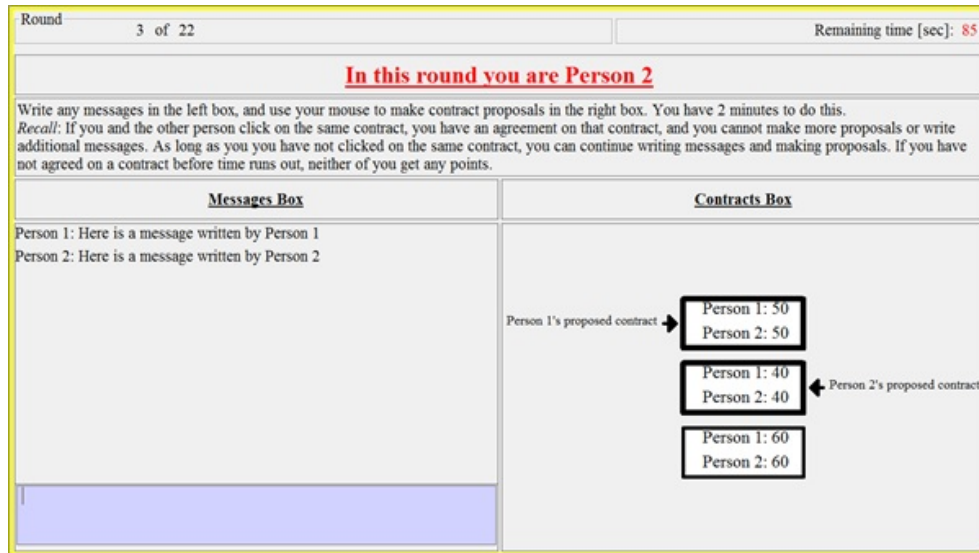 Round
3 of 22
Remaining time [sec]: 85
In this round you are Person 2
Write any messages in the left box, and use your mouse to make contract proposals in the right box. You have 2 minutes to do this.
Recall: If you and the other person click on the same contract, you have an agreement on that contract, and you cannot make more proposals or write
additional messages. As long as you you have not clicked on the same contract, you can continue writing messages and making proposals. If you have
not agreed on a contract before time runs out, neither of you get any points.
Messages Box
Contracts Box
Person 1: Here is a message written by Person 1
Person 2: Here is a message written by Person 2
Person 1's proposed contract
Person 1: 50
Person 2: 50
Person 1: 40
Person 2: 40
Person 2's proposed contract
Person 1: 60
Person 2: 60